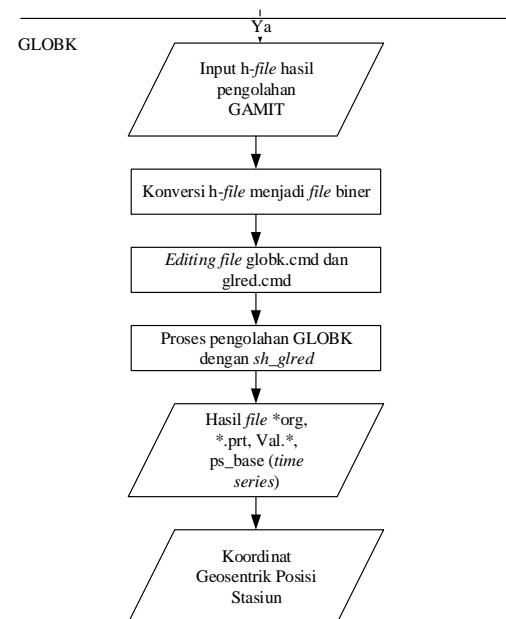 Ya
GLOBK
Input h-file hasil
pengolahan
GAMIT
Konversi h-file menjadi file biner
Editing file globk.cmd dan
glred.cmd
Proses pengolahan GLOBK
dengan sh_glred
Hasil file *org,
*.prt, Val.*,
ps_base (time
series)
Koordinat
Geosentrik Posisi
Stasiun